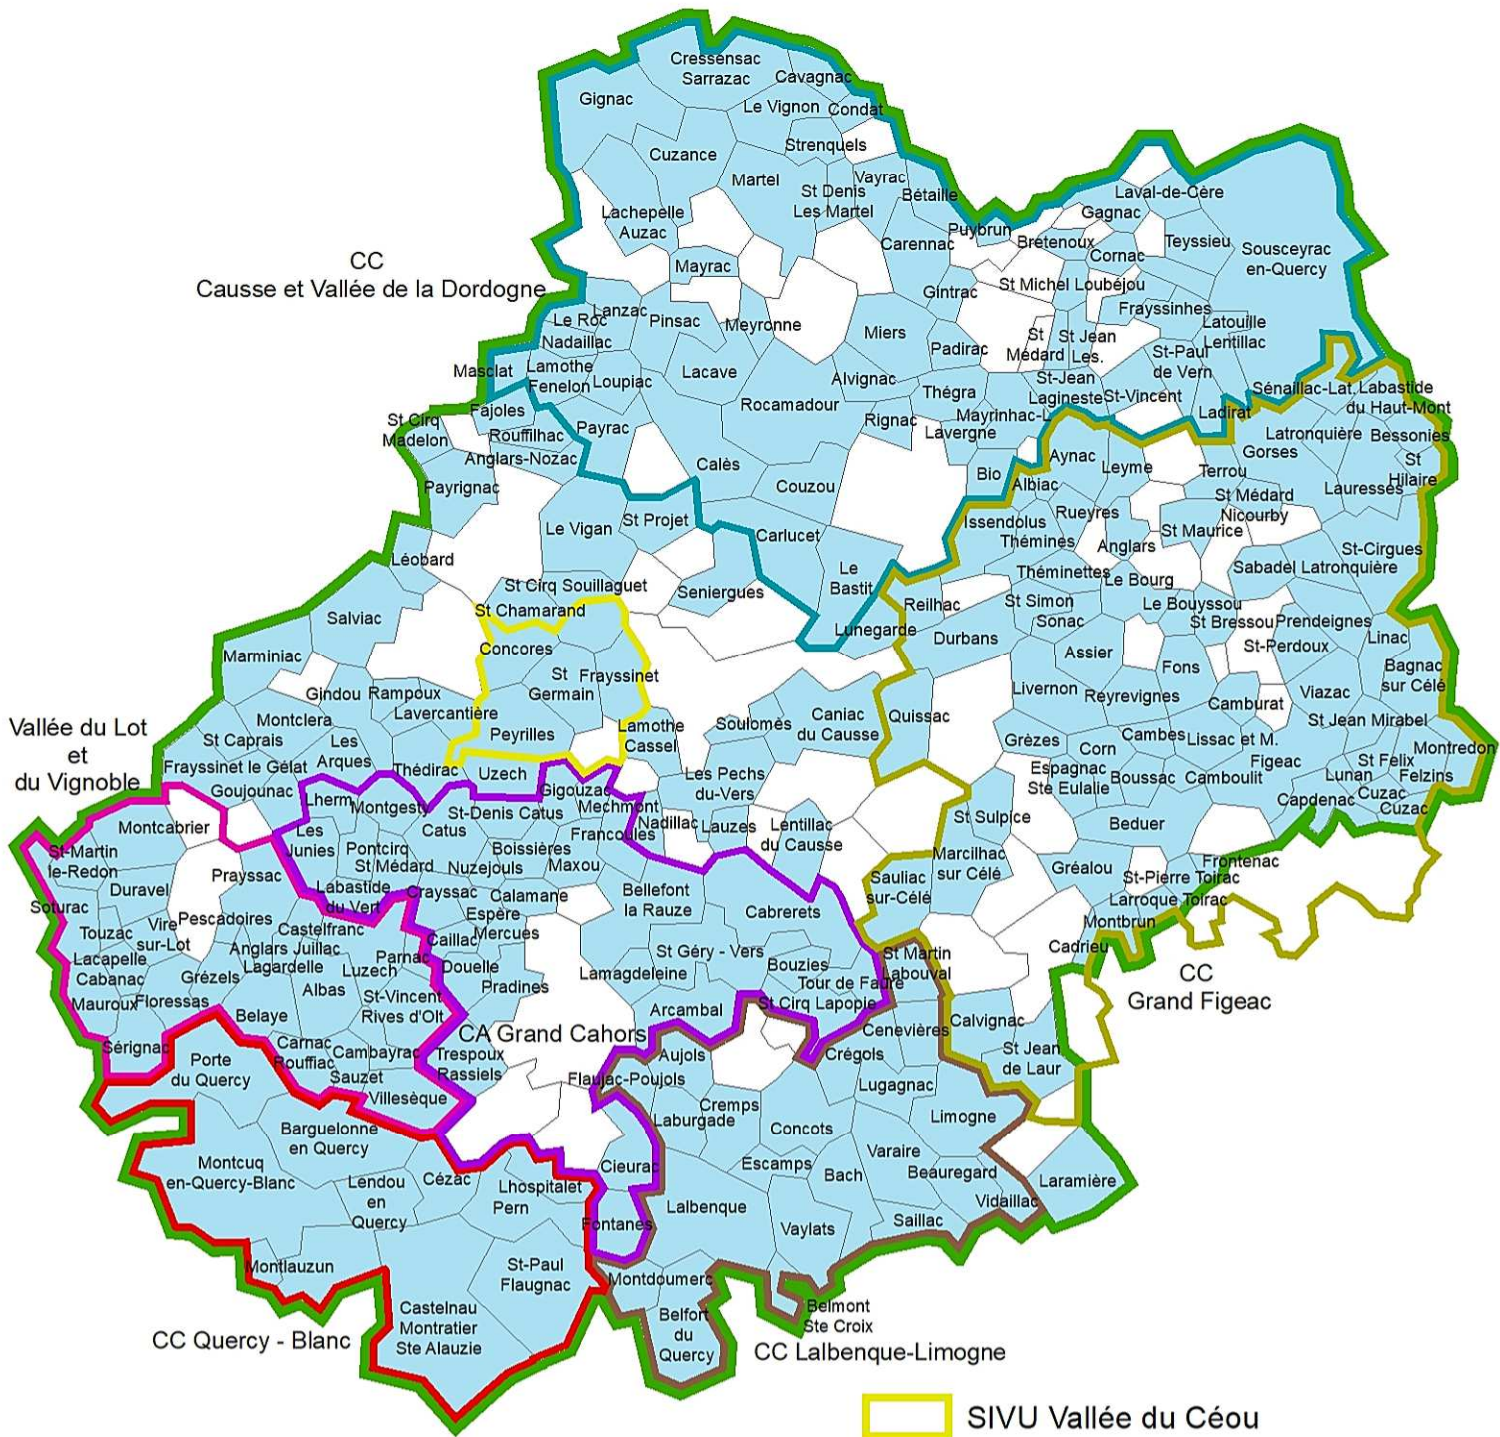 Cressensac
Sarrazac
Cavagnac
Gignac
Le Vignon
Condat
Strenquels
Cuzance
Martel
St Denis
Les Martel
Vayrac
Bétaille
Laval-de-Cère
Gagnac
Lachepelle
Auzac
Puybrun
Bretenoux
Teyssieu
Carennac
Cornac
Sousceyrac
en-Quercy
CC
Causse et Vallée de la Dordogne
Mayrac
St Michel Loubéjou
Gintrac
Frayssinhes
Lanzac
Le Roc
Pinsac
Meyronne
Miers
Latouille
Lentillac
Nadaillac
St
Médard
St Jean
Les.
Padirac
St-Paul
de Vern
Masclat
Lamothe
Fenelon
Loupiac
Lacave
Alvignac
Thégra
St-Jean
Lagineste
St-Vincent
Sénaillac-Lat.
Labastide
du Haut-Mont
Rocamadour
St Cirq
Madelon
Fajoles
Rouffilhac
Payrac
Rignac
Mayrinhac-L
Lavergne
Ladirat
Latronquière
Bessonies
Gorses
Anglars-Nozac
Calès
Aynac
Leyme
Terrou
St
Hilaire
Payrignac
Couzou
Bio
Albiac
Lauresses
St Médard
Nicourby
Le Vigan
St Projet
Issendolus
Rueyres
Thémines
St Maurice
Carlucet
Anglars
St-Cirgues
Léobard
Le
Bastit
Sabadel Latronquière
Théminettes
Le Bourg
St Cirq Souillaguet
Seniergues
St Chamarand
Reilhac
St Simon
Sonac
Le Bouyssou
St Bressou
Prendeignes
Salviac
Lunegarde
Durbans
Linac
Concores
Assier
St-Perdoux
Marminiac
Fons
Bagnac
sur Célé
St
Germain
Frayssinet
Gindou
Rampoux
Livernon
Reyrevignes
Camburat
Viazac
Lavercantière
Montclera
Soulomès
Caniac
du Causse
Quissac
St Jean Mirabel
Vallée du Lot
et
du Vignoble
St Caprais
Les
Arques
Peyrilles
Lamothe
Cassel
Grèzes
Corn
Cambes
Lissac et M.
Montredon
Frayssinet le Gélat
Thédirac
Uzech
Les Pechs
du-Vers
Espagnac
Ste Eulalie
Boussac
Camboulit
Figeac
St Felix
Lunan
Felzins
Goujounac
Gigouzac
Lherm
Montgesty
Mechmont
Cuzac
Capdenac
Cuzac
St-Denis Catus
Catus
Nadillac
Lauzes
Lentillac
du Causse
St Sulpice
Beduer
Montcabrier
Les
Junies
Francoules
Pontcirq
Boissières
St-Martin
le-Redon
St Médard
Nuzejouls
Maxou
Marcilhac
sur Célé
Gréalou
Frontenac
Prayssac
St-Pierre Toirac
Duravel
Labastide
du Vert
Crayssac
Calamane
Bellefont
la Rauze
Sauliac
sur-Célé
Larroque Toirac
Soturac
Pescadoires
Espère
Mercues
Cabrerets
Montbrun
Touzac
Vire
sur-Lot
Castelfranc
Anglars Juillac
Caillac
Cadrieu
Lacapelle
Cabanac
Lagardelle
Parnac
Douelle
St Géry - Vers
St Martin
Labouval
Grézels
Luzech
Lamagdeleine
Bouzies
CC
Grand Figeac
Albas
Pradines
Tour de Faure
Mauroux
Floressas
St-Vincent
Rives d'Olt
Arcambal
St Cirq Lapopie
Belaye
CA Grand Cahors
Cenevières
Calvignac
Sérignac
Carnac
Rouffiac
Cambayrac
Trespoux
Rassiels
Aujols
Crégols
St Jean
de Laur
Porte
du Quercy
Sauzet
Flaujac-Poujols
Lugagnac
Villesèque
Cremps
Laburgade
Limogne
Barguelonne
en Quercy
Concots
Varaire
Montcuq
en-Quercy-Blanc
Cézac
Cieurac
Escamps
Bach
Beauregard
Laramière
Lendou
en
Quercy
Lhospitalet
Pern
Lalbenque
Vidaillac
Fontanes
Vaylats
Saillac
Montlauzun
St-Paul
Flaugnac
Montdoumerc
Castelnau
Montratier
Ste Alauzie
Belfort
du
Quercy
Belmont
Ste Croix
CC Quercy - Blanc
CC Lalbenque-Limogne
SIVU Vallée du Céou